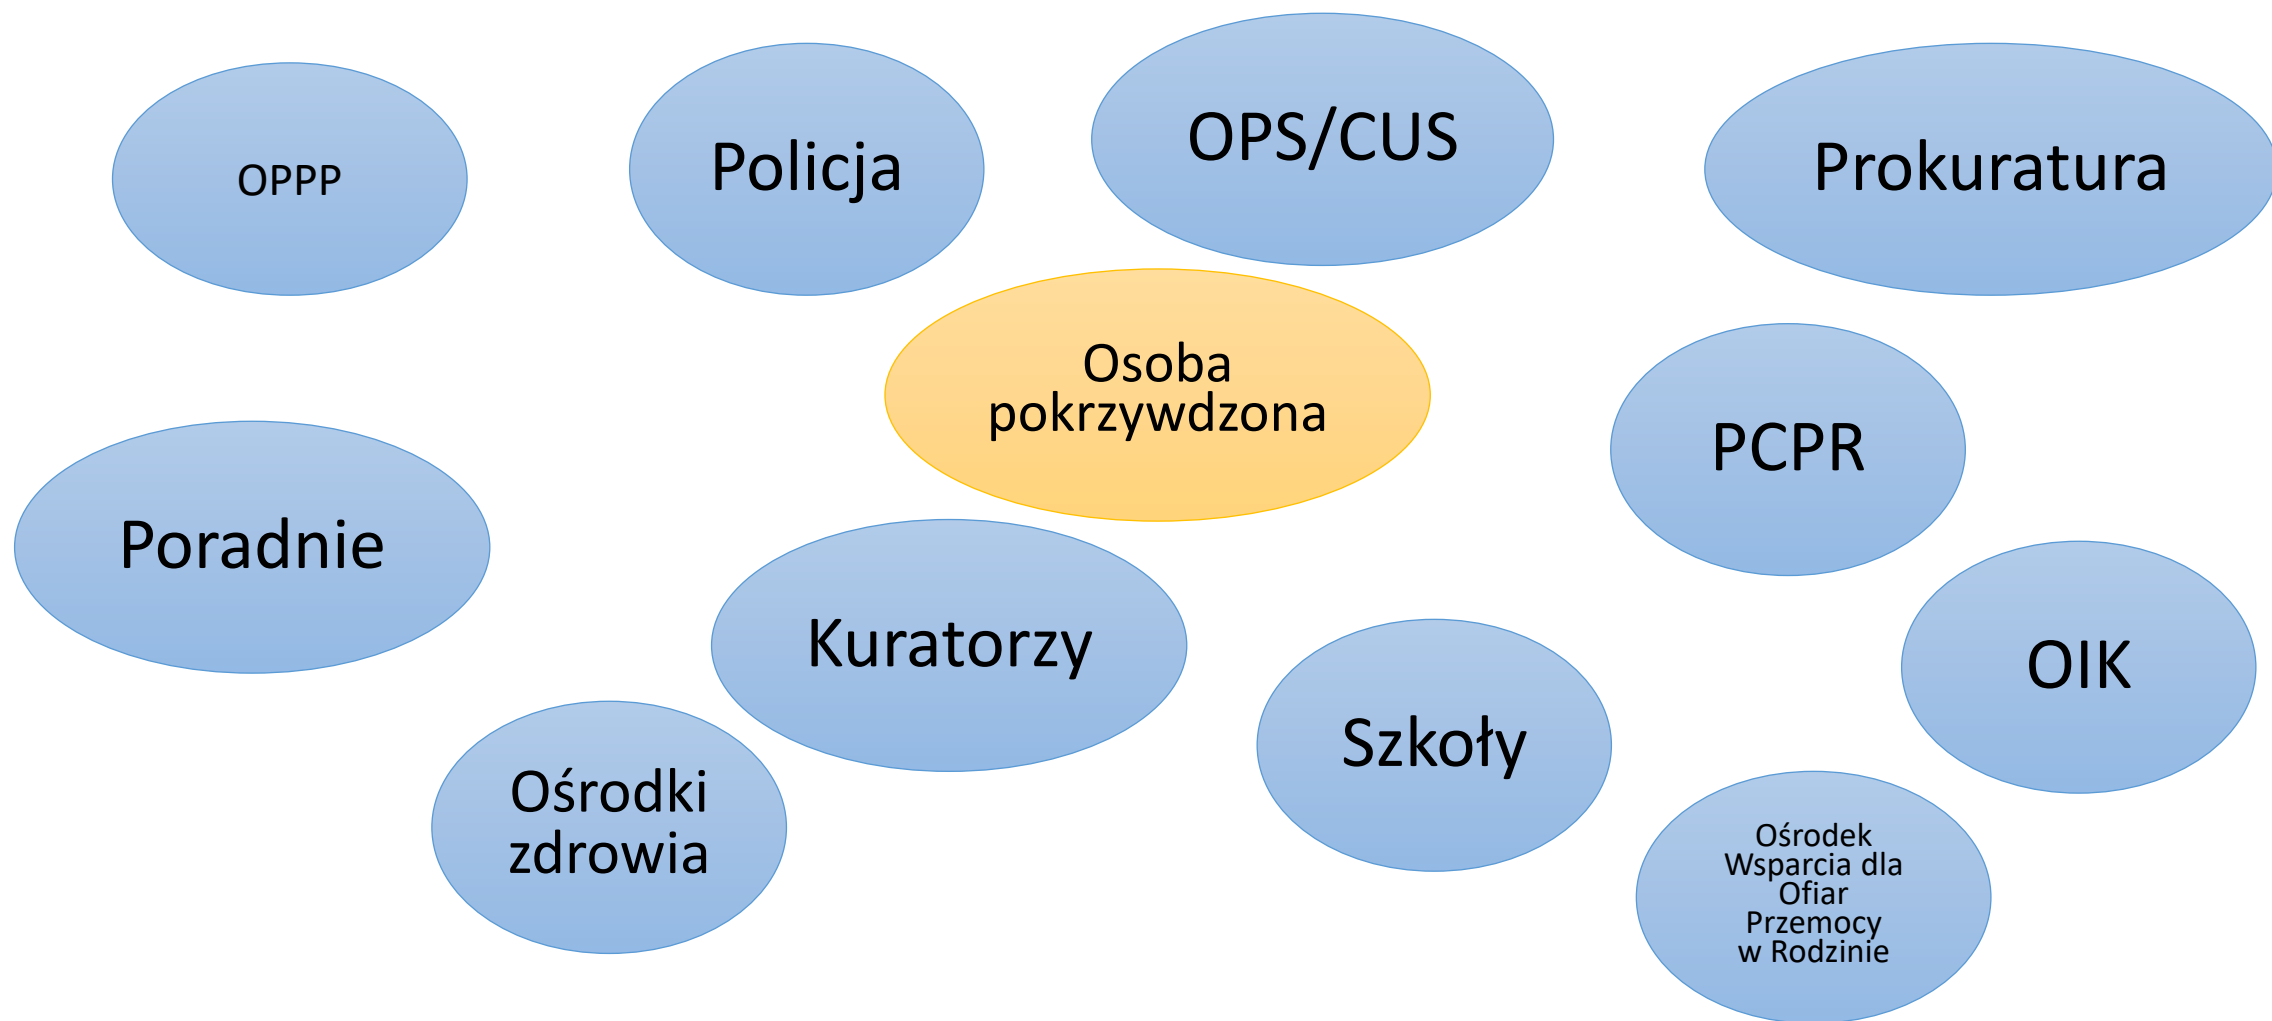 OPPP
Policja
OPS/CUS
Prokuratura
Osoba
pokrzywdzona
PCPR
Poradnie
Kuratorzy
OIK
Szkoły
Ośrodki
zdrowia
Ośrodek
Wsparcia dla
Ofiar
Przemocy
w Rodzinie